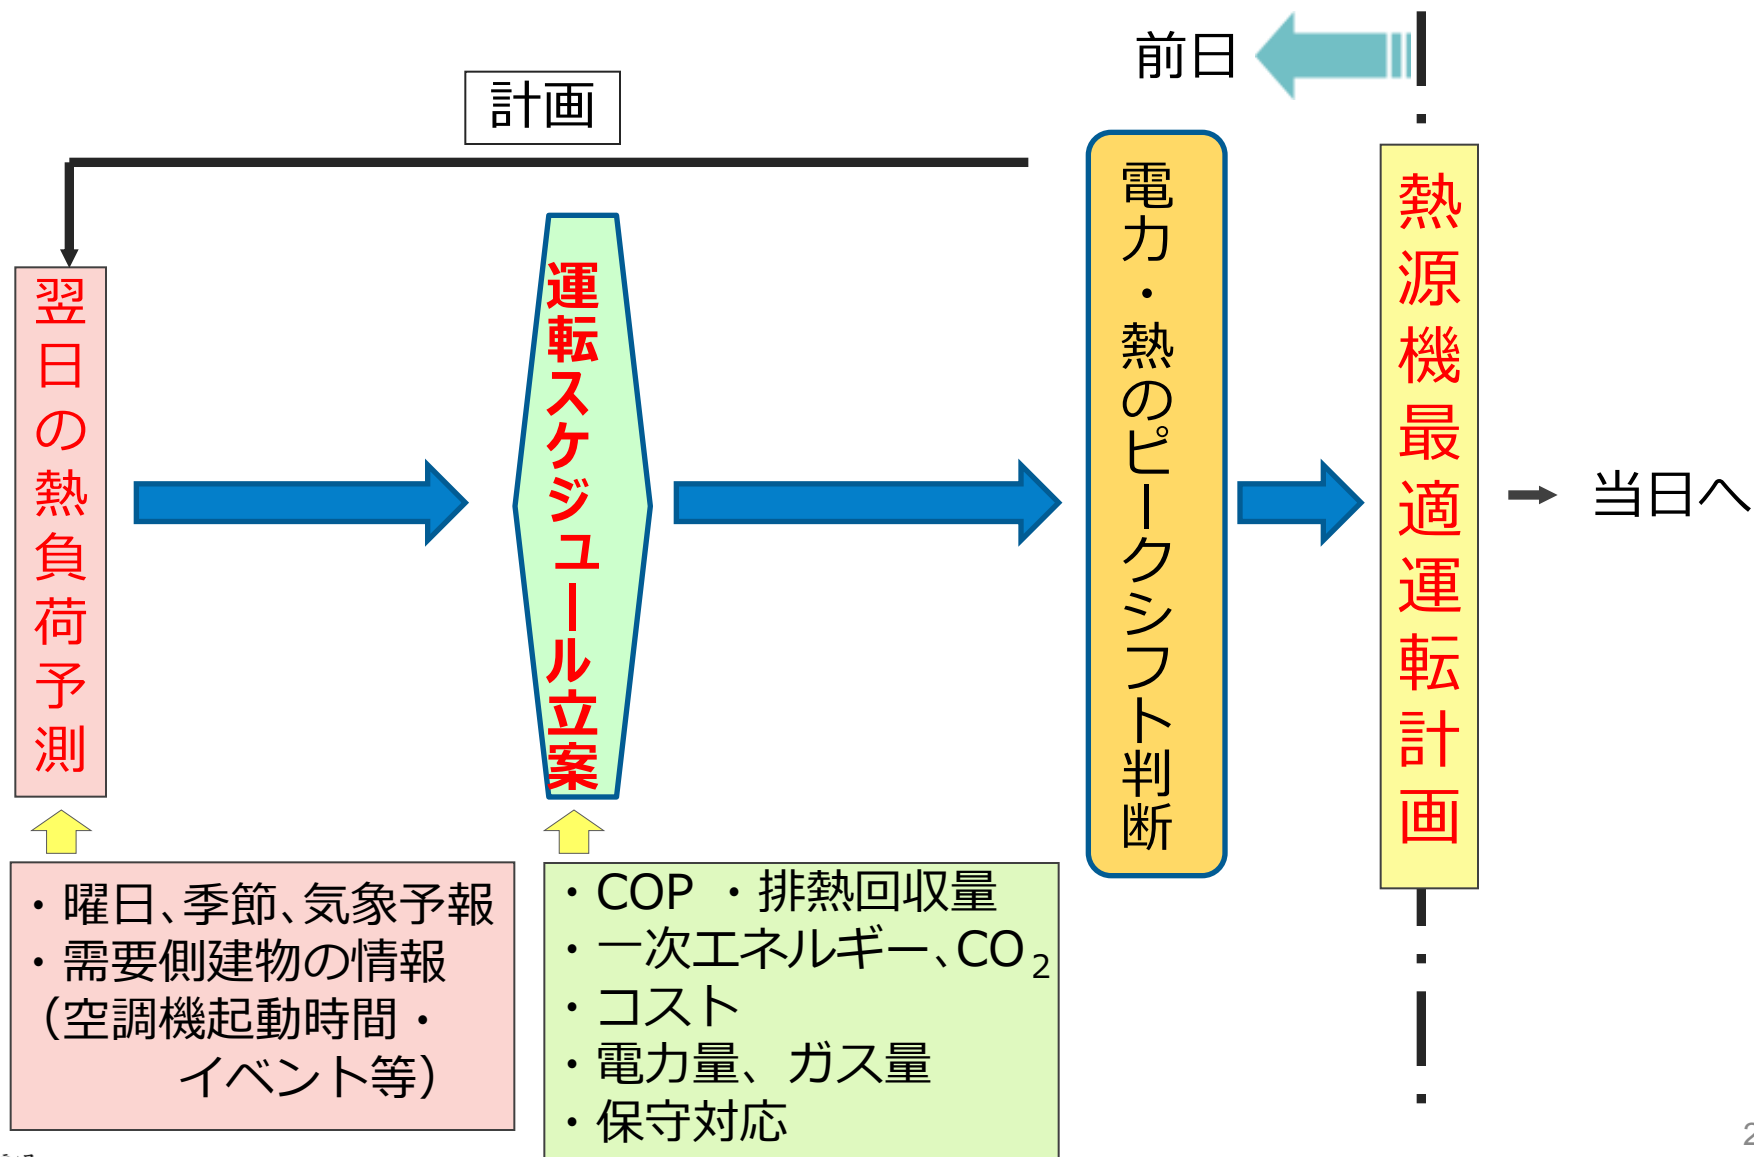 前日
計画
翌日の熱負荷予測
運転スケジュール立案
電力・熱のピークシフト判断
熱源機最適運転計画
当日へ
・曜日、季節、気象予報
・需要側建物の情報
（空調機起動時間・
イベント等）
・COP ・排熱回収量
・一次エネルギー、CO₂
・コスト
・電力量、ガス量
・保守対応
2